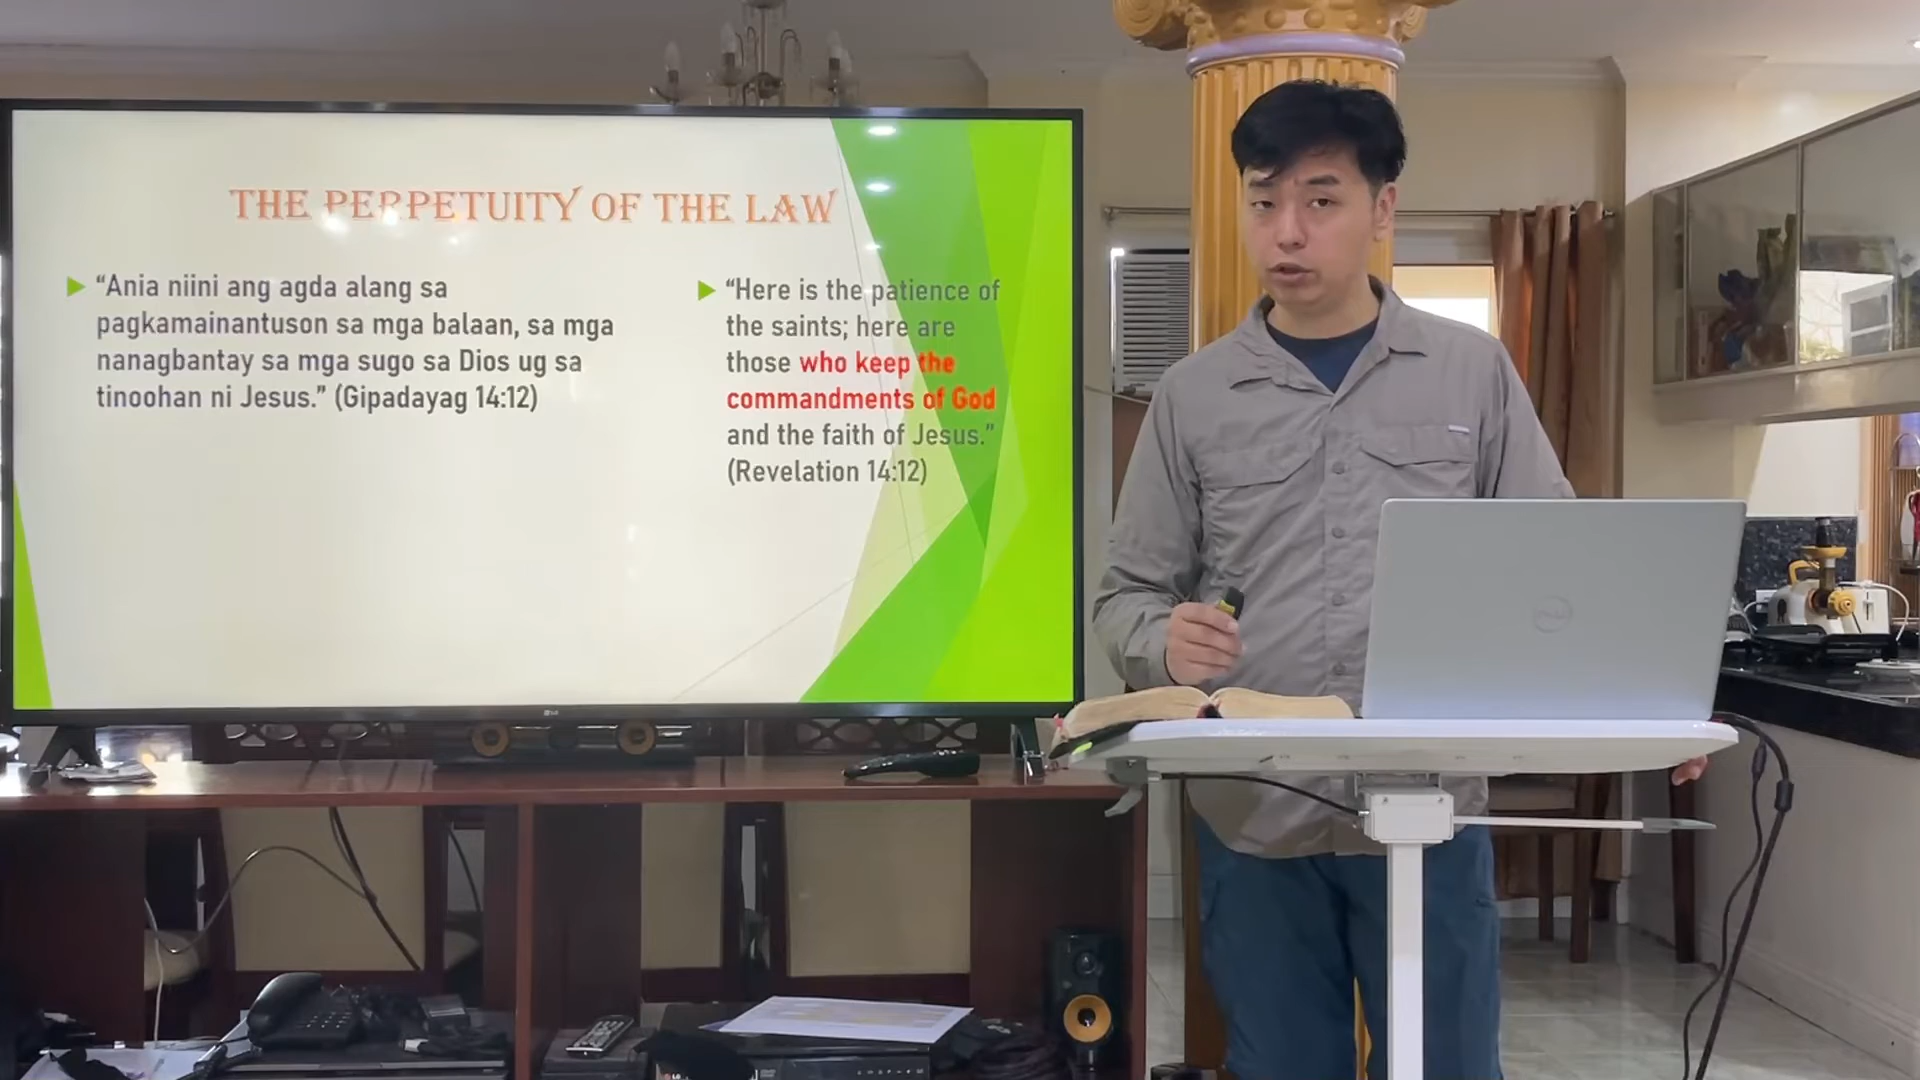 THE PERPETUITY OF THE LAW
“Ania niini ang agda alang sa
pagkamainantuson sa mga balaan, sa mga
nanagbantay sa mga sugo sa Dios ug sa
tinoohan ni Jesus.” (Gipadayag 14:12)
“Here is the patience of
the saints; here are
those who keep the
commandments of God
and the faith of Jesus.”
(Revelation 14:12)
LG
DELL